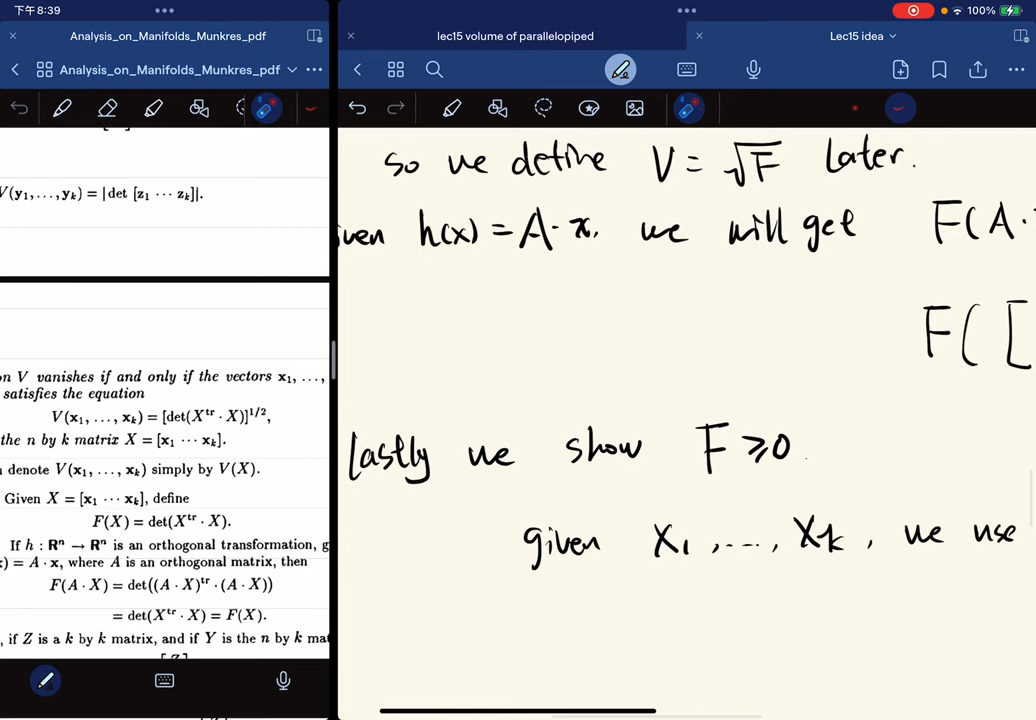 下午8:39
100%
Analysis_on_Manifolds_Munkres_pdf
lec15 volume of parallelopiped
Lec15 idea
Analysis_on_Manifolds_Munkres_pdf
V(y₁, . . . , yₖ) = |det [z₁ ··· zₖ]|.
on V vanishes if and only if the vectors x₁, . . . ,
satisfies the equation
V(x₁, . . . , xₖ) = [det(Xᵗʳ · X)]¹/²,
the n by k matrix X = [x₁ ··· xₖ].
denote V(x₁, . . . , xₖ) simply by V(X).
Given X = [x₁ ··· xₖ], define
F(X) = det(Xᵗʳ · X).
If h : Rⁿ → Rⁿ is an orthogonal transformation, g
) = A · x, where A is an orthogonal matrix, then
F(A · X) = det((A · X)ᵗʳ · (A · X))
= det(Xᵗʳ · X) = F(X).
, if Z is a k by k matrix, and if Y is the n by k mat
so we define V = √F later.
iven h(x) = A · x, we will get F(A ·
F( [
lastly we show F ⩾ 0
given X₁ , ..., Xₖ , we use